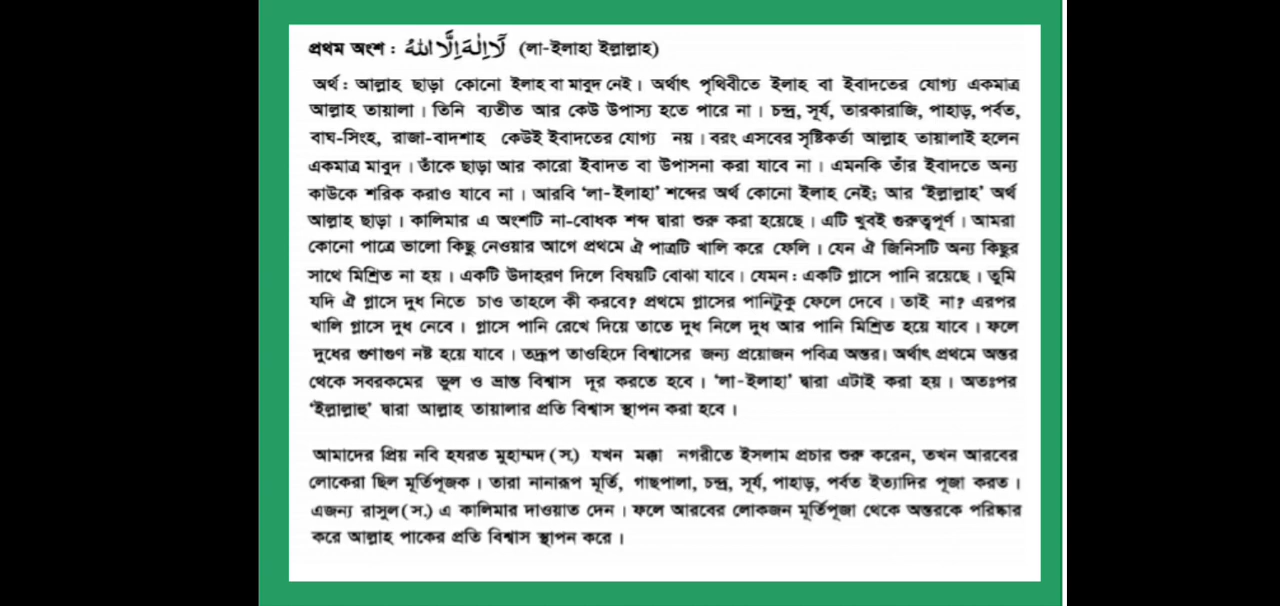 প্রথম অংশ : لَا إِلٰهَ إِلَّا اللهُ (লা-ইলাহা ইল্লাল্লাহ)
অর্থ : আল্লাহ ছাড়া কোনো ইলাহ বা মাবুদ নেই। অর্থাৎ পৃথিবীতে ইলাহ বা ইবাদতের যোগ্য একমাত্র
আল্লাহ তায়ালা। তিনি ব্যতীত আর কেউ উপাস্য হতে পারে না। চন্দ্র, সূর্য, তারকারাজি, পাহাড়, পর্বত,
বাঘ-সিংহ, রাজা-বাদশাহ কেউই ইবাদতের যোগ্য নয়। বরং এসবের সৃষ্টিকর্তা আল্লাহ তায়ালাই হলেন
একমাত্র মাবুদ। তাঁকে ছাড়া আর কারো ইবাদত বা উপাসনা করা যাবে না। এমনকি তাঁর ইবাদতে অন্য
কাউকে শরিক করাও যাবে না। আরবি ‘লা-ইলাহা’ শব্দের অর্থ কোনো ইলাহ নেই; আর ‘ইল্লাল্লাহ’ অর্থ
আল্লাহ ছাড়া। কালিমার এ অংশটি না-বোধক শব্দ দ্বারা শুরু করা হয়েছে। এটি খুবই গুরুত্বপূর্ণ। আমরা
কোনো পাত্রে ভালো কিছু নেওয়ার আগে প্রথমে ঐ পাত্রটি খালি করে ফেলি। যেন ঐ জিনিসটি অন্য কিছুর
সাথে মিশ্রিত না হয়। একটি উদাহরণ দিলে বিষয়টি বোঝা যাবে। যেমন : একটি গ্লাসে পানি রয়েছে। তুমি
যদি ঐ গ্লাসে দুধ নিতে চাও তাহলে কী করবে? প্রথমে গ্লাসের পানিটুকু ফেলে দেবে। তাই না? এরপর
খালি গ্লাসে দুধ নেবে। গ্লাসে পানি রেখে দিয়ে তাতে দুধ নিলে দুধ আর পানি মিশ্রিত হয়ে যাবে। ফলে
দুধের গুণাগুণ নষ্ট হয়ে যাবে। তদ্রূপ তাওহিদে বিশ্বাসের জন্য প্রয়োজন পবিত্র অন্তর। অর্থাৎ প্রথমে অন্তর
থেকে সবরকমের ভুল ও ভ্রান্ত বিশ্বাস দূর করতে হবে। ‘লা-ইলাহা’ দ্বারা এটাই করা হয়। অতঃপর
‘ইল্লাল্লাহু’ দ্বারা আল্লাহ তায়ালার প্রতি বিশ্বাস স্থাপন করা হবে।
আমাদের প্রিয় নবি হযরত মুহাম্মদ (স.) যখন মক্কা নগরীতে ইসলাম প্রচার শুরু করেন, তখন আরবের
লোকেরা ছিল মূর্তিপূজক। তারা নানারূপ মূর্তি, গাছপালা, চন্দ্র, সূর্য, পাহাড়, পর্বত ইত্যাদির পূজা করত।
এজন্য রাসুল (স.) এ কালিমার দাওয়াত দেন। ফলে আরবের লোকজন মূর্তিপূজা থেকে অন্তরকে পরিষ্কার
করে আল্লাহ পাকের প্রতি বিশ্বাস স্থাপন করে।